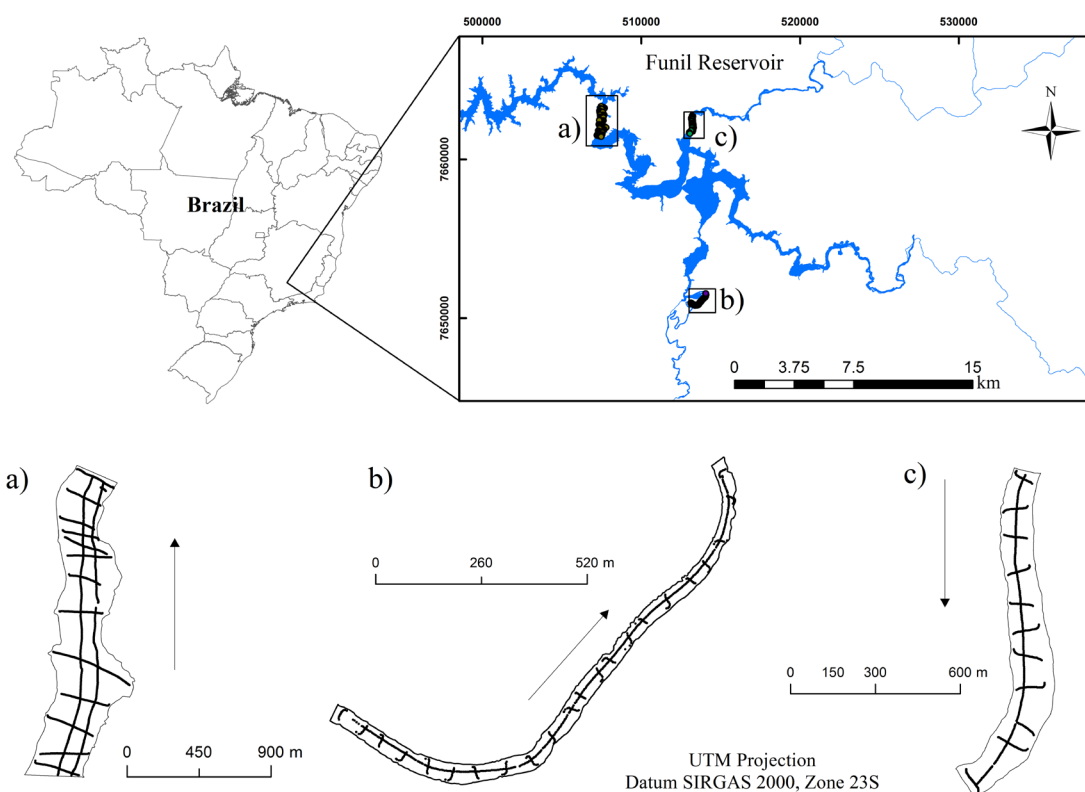 500000 510000 520000 530000
Funil Reservoir
N
a)
c)
7660000
Brazil
b)
7650000
0 3.75 7.5 15
km
a)
b)
c)
0 260 520 m
0 150 300 600 m
0 450 900 m
UTM Projection
Datum SIRGAS 2000, Zone 23S